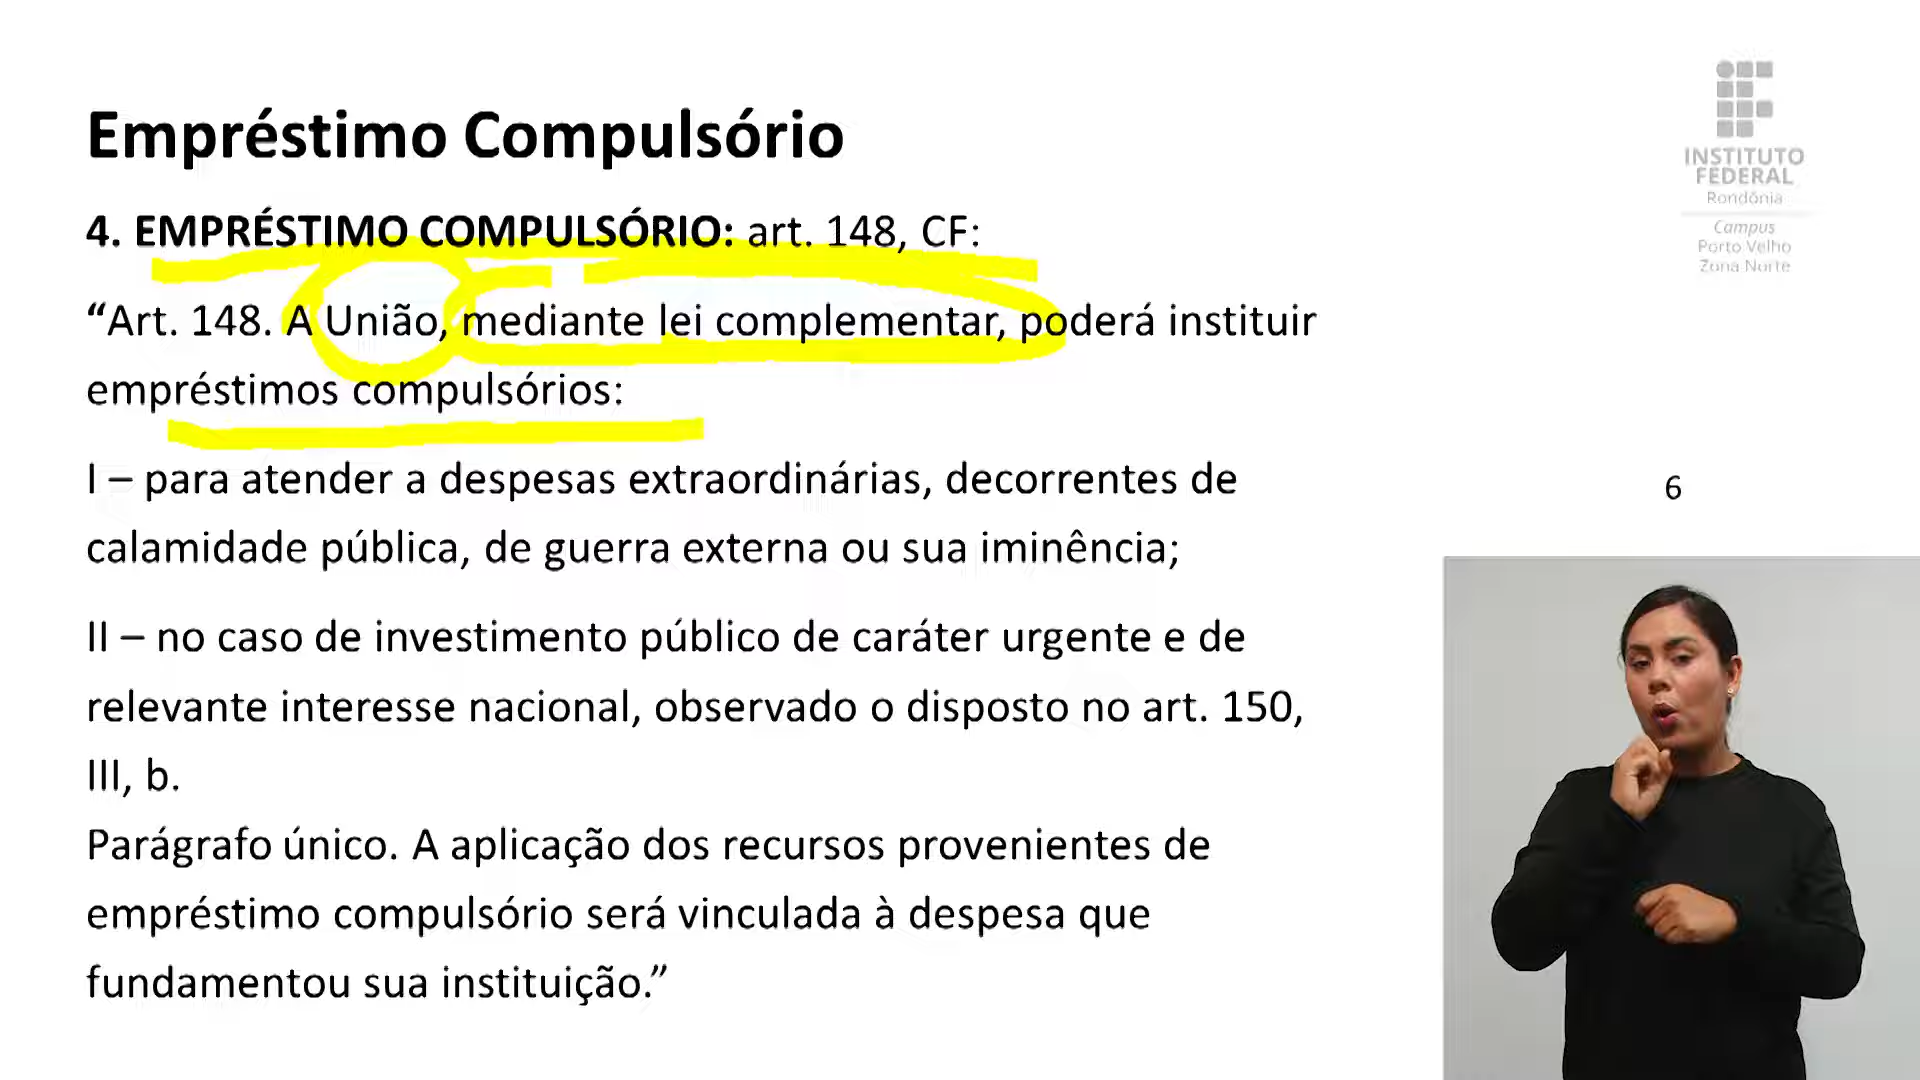 Empréstimo Compulsório
4. EMPRÉSTIMO COMPULSÓRIO: art. 148, CF:
“Art. 148. A União, mediante lei complementar, poderá instituir
empréstimos compulsórios:
I – para atender a despesas extraordinárias, decorrentes de
calamidade pública, de guerra externa ou sua iminência;
II – no caso de investimento público de caráter urgente e de
relevante interesse nacional, observado o disposto no art. 150,
III, b.
Parágrafo único. A aplicação dos recursos provenientes de
empréstimo compulsório será vinculada à despesa que
fundamentou sua instituição.”
INSTITUTO
FEDERAL
Rondônia
Campus
Porto Velho
Zona Norte
6